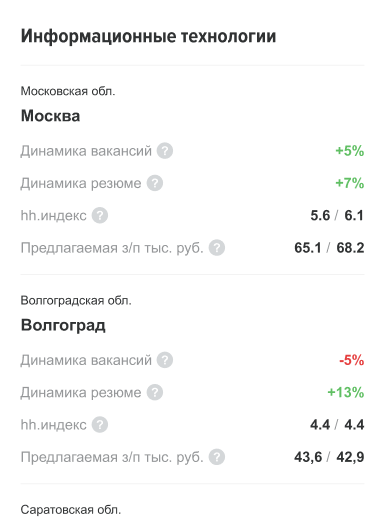 Информационные технологии
Московская обл.
Москва
Динамика вакансий ? +5%
Динамика резюме ? +7%
hh.индекс ? 5.6 / 6.1
Предлагаемая з/п тыс. руб. ? 65.1 / 68.2
Волгоградская обл.
Волгоград
Динамика вакансий ? -5%
Динамика резюме ? +13%
hh.индекс ? 4.4 / 4.4
Предлагаемая з/п тыс. руб. ? 43,6 / 42,9
Саратовская обл.